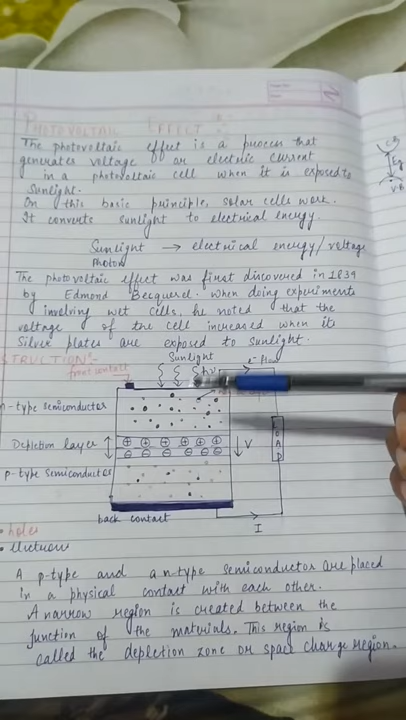 PHOTOVOLTAIC EFFECT
The photovoltaic effect is a process that
generates voltage or an electric current
in a photovoltaic cell when it is exposed to
Sunlight.
On this basic principle, solar cells work.
It converts sunlight to electrical energy.
Sunlight → electrical energy/voltage
Photon
The photovoltaic effect was first discovered in 1839
by Edmond Becquerel. When doing experiments
involving wet cells, he noted that the
voltage of the cell increased when its
Silver plates are exposed to sunlight.
STRUCTION:-
Sunlight
front contact
hν
e- flow
n-type semiconductor
Depletion layer
p-type semiconductor
V
LOAD
back contact
I
• holes
• electrons
A p-type and a n-type semiconductor are placed
in a physical contact with each other.
A narrow region is created between the
junction of the materials. This region is
called the depletion zone or space charge region.
CB
Eg
VB